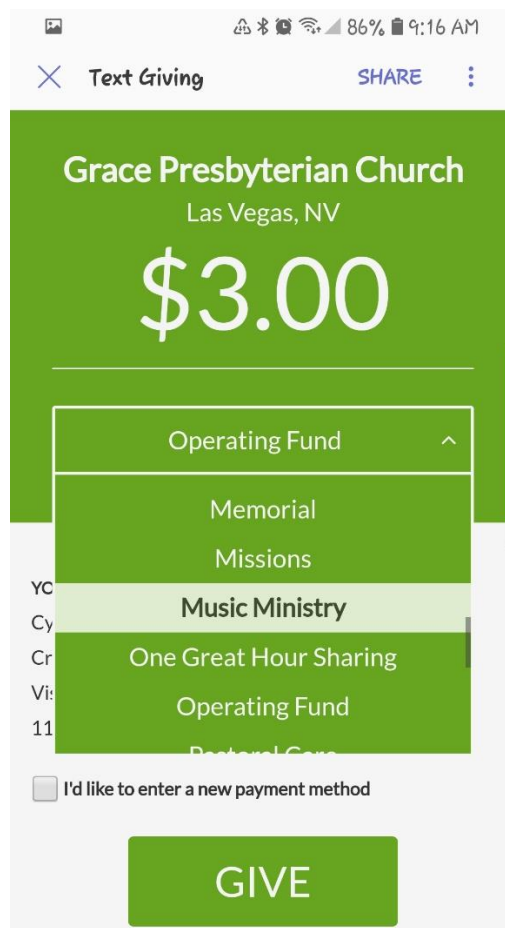 86% 9:16 AM
Text Giving SHARE
Grace Presbyterian Church
Las Vegas, NV
$3.00
Operating Fund
Memorial
Missions
Music Ministry
One Great Hour Sharing
Operating Fund
11
I'd like to enter a new payment method
GIVE